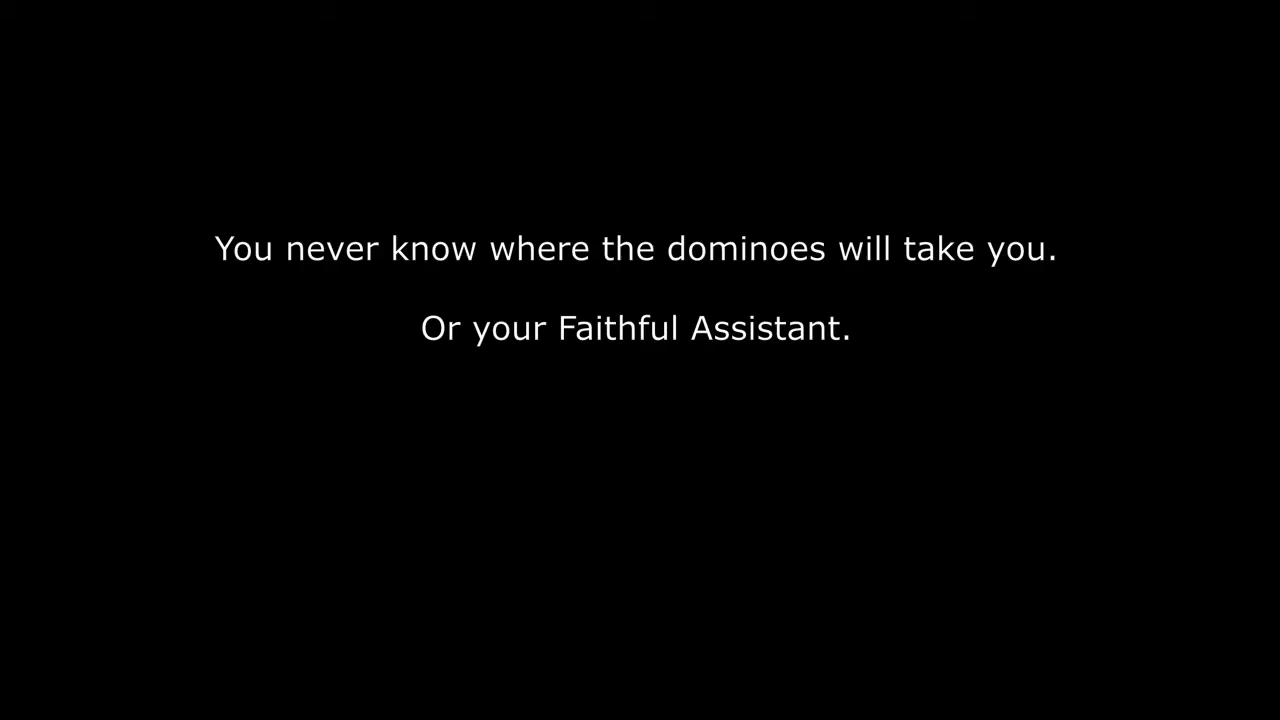 You never know where the dominoes will take you.
Or your Faithful Assistant.